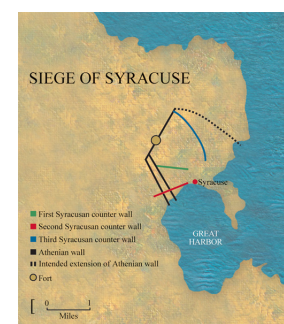 SIEGE OF SYRACUSE
Syracuse
GREAT
HARBOR
First Syracusan counter wall
Second Syracusan counter wall
Third Syracusan counter wall
Athenian wall
Intended extension of Athenian wall
Fort
0 1
Miles